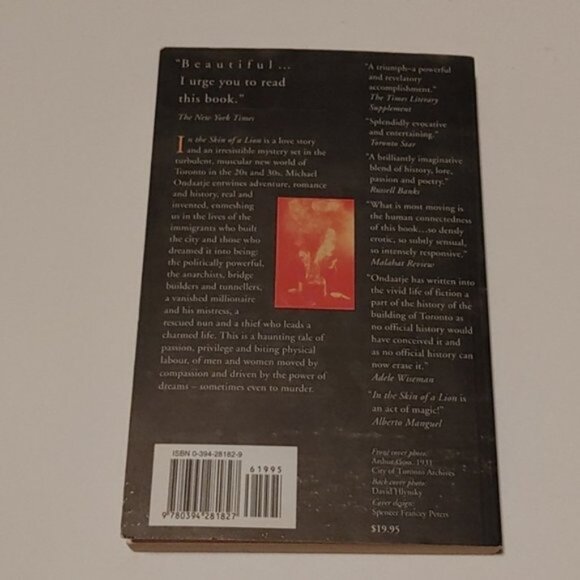 "Beautiful...
I urge you to read
this book."
The New York Times
In the Skin of a Lion is a love story
and an irresistible mystery set in the
turbulent, muscular new world of
Toronto in the 20s and 30s. Michael
Ondaatje entwines adventure, romance
and history, real and
invented, enmeshing
us in the lives of the
immigrants who built
the city and those who
dreamed it into being:
the politically powerful,
the anarchists, bridge
builders and tunnellers,
a vanished millionaire
and his mistress, a
rescued nun and a thief who leads a
charmed life. This is a haunting tale of
passion, privilege and biting physical
labour, of men and women moved by
compassion and driven by the power of
dreams – sometimes even to murder.
"A triumph–a powerful
and revelatory
accomplishment."
The Times Literary
Supplement
"Splendidly evocative
and entertaining."
Toronto Star
"A brilliantly imaginative
blend of history, lore,
passion and poetry."
Russell Banks
"What is most moving is
the human connectedness
of this book...so densly
erotic, so subtly sensual,
so intensely responsive."
Malahat Review
"Ondaatje has written into
the vivid life of fiction a
part of the history of the
building of Toronto as
no official history would
have conceived it and
as no official history can
now erase it."
Adele Wiseman
"In the Skin of a Lion is
an act of magic!"
Alberto Manguel
Front cover photo:
Arthur Goss, 1931
City of Toronto Archives
Back cover photo:
David Hlynsky
Cover design:
Spencer Francey Peters
$19.95
ISBN 0-394-28182-9
61995
9 780394 281827